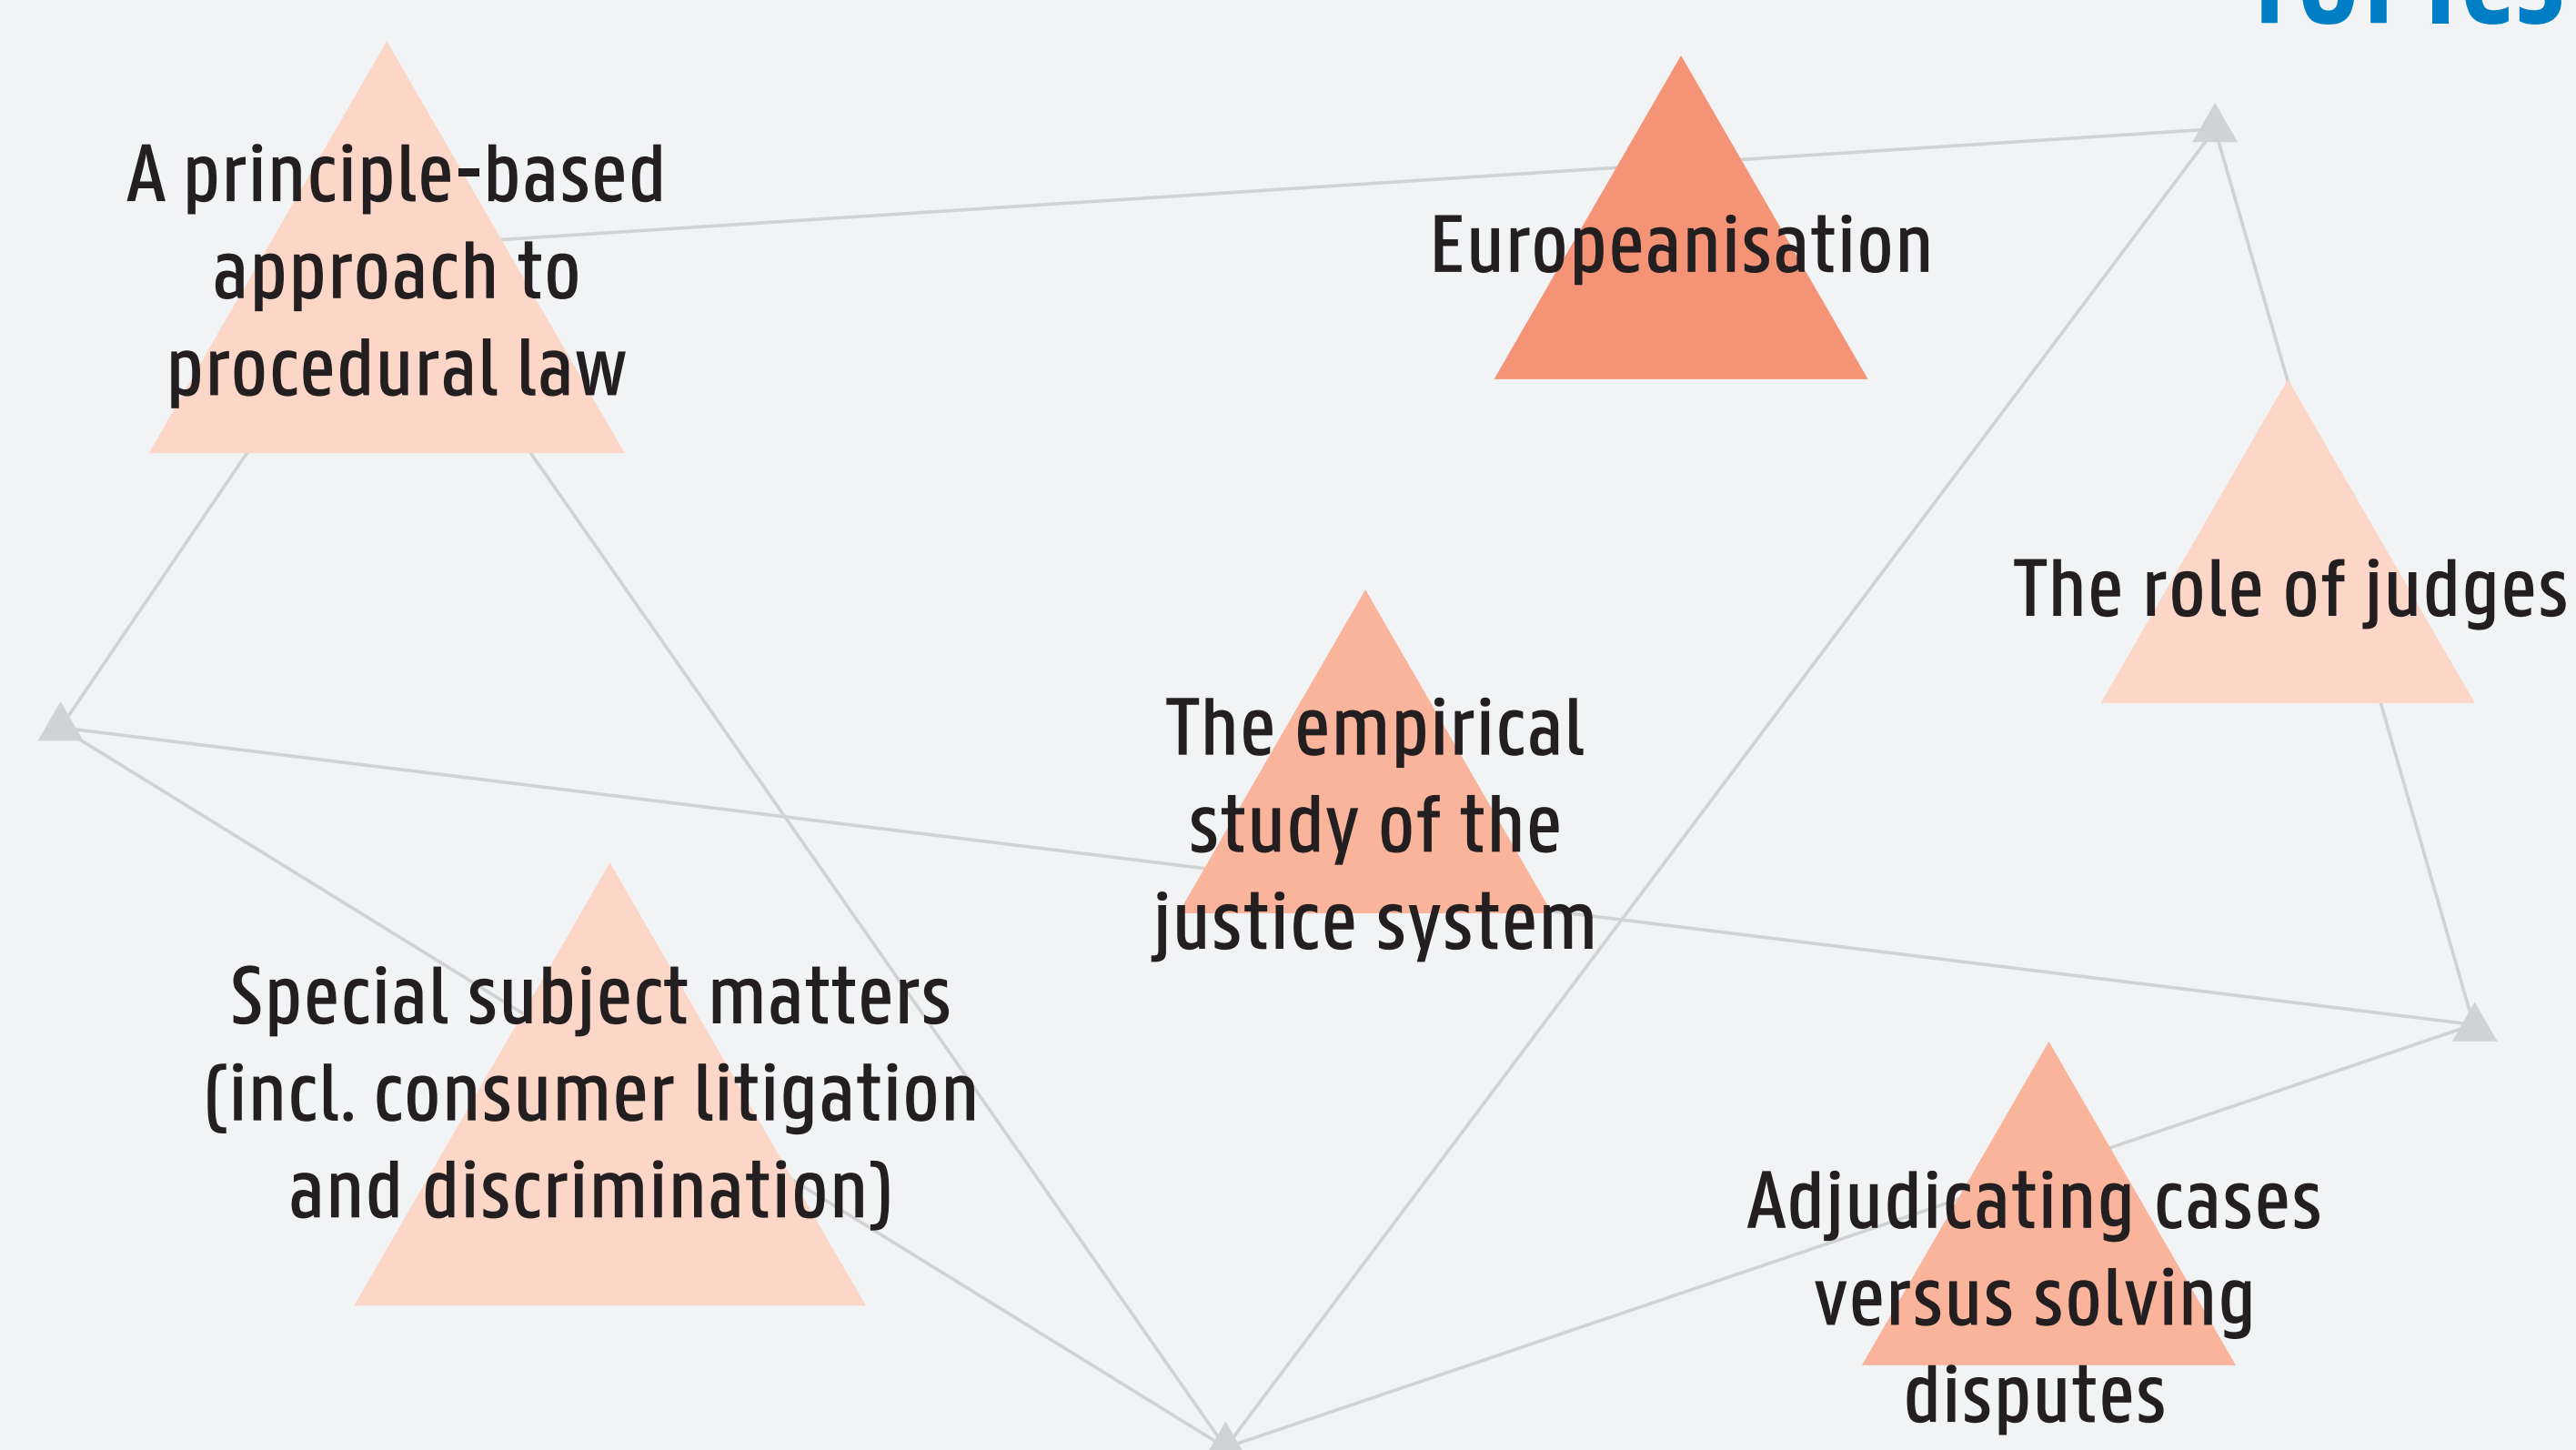 A principle-based
approach to
procedural law
Europeanisation
The role of judges
The empirical
study of the
justice system
Special subject matters
(incl. consumer litigation
and discrimination)
Adjudicating cases
versus solving
disputes